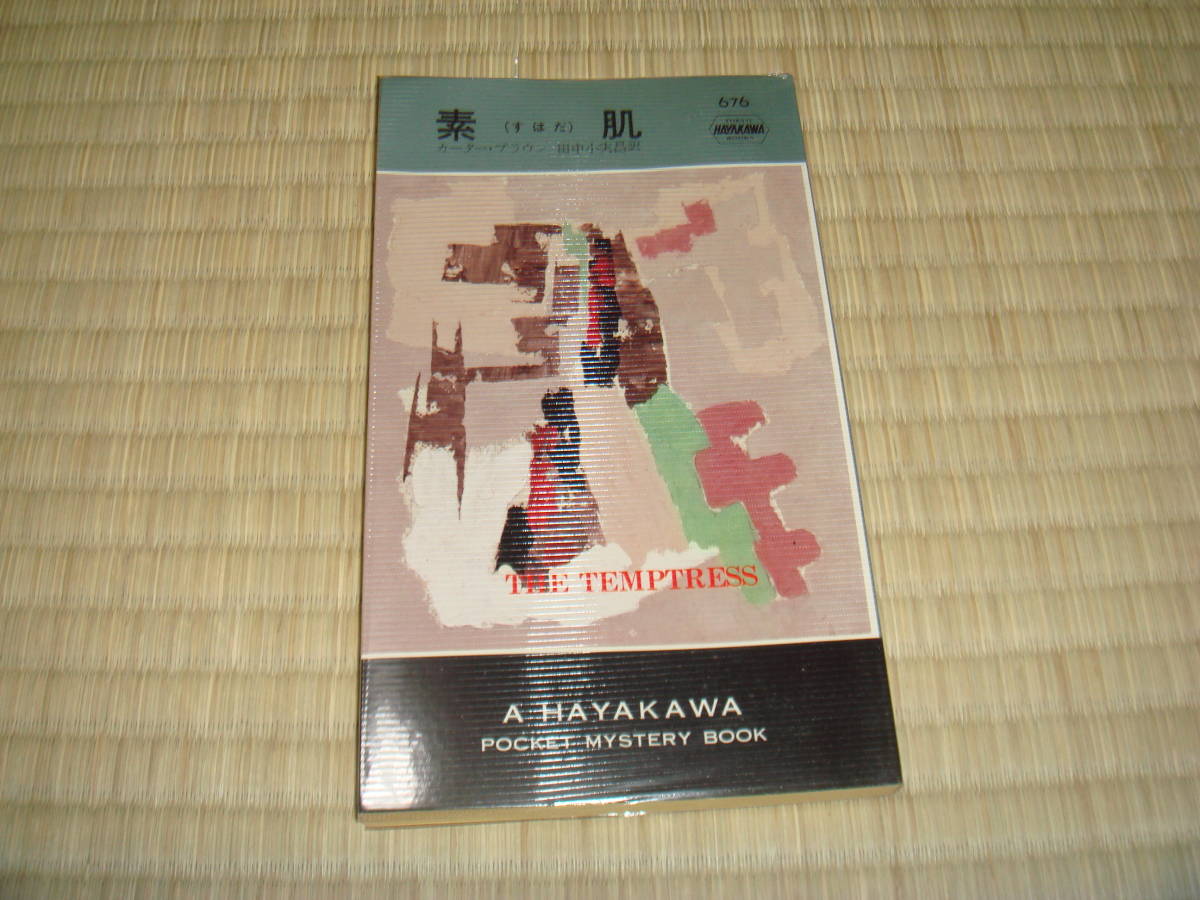 676
素 (すはだ) 肌
HAYAKAWA
カーター・ブラウン 田中小実昌訳
THE TEMPTRESS
A HAYAKAWA
POCKET MYSTERY BOOK